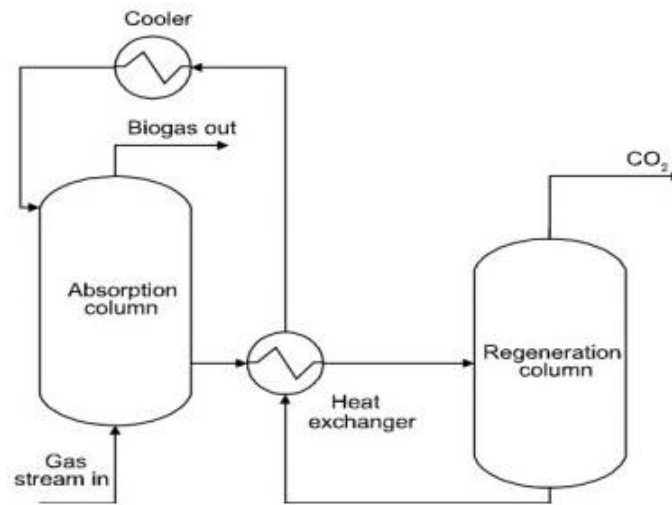 Cooler
Biogas out
CO₂
Absorption
column
Regeneration
column
Heat
exchanger
Gas
stream in